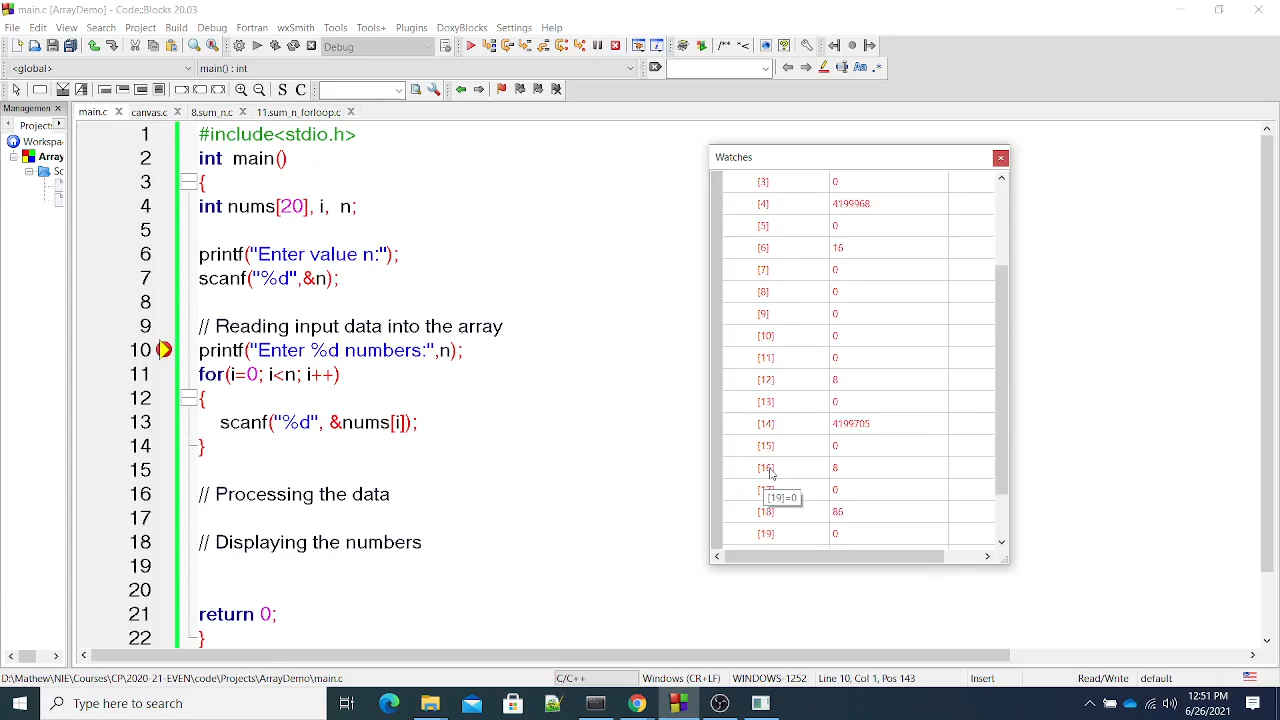 main.c [ArrayDemo] - Code::Blocks 20.03
File Edit View Search Project Build Debug Fortran wxSmith Tools Tools+ Plugins DoxyBlocks Settings Help
Debug
<global> main() : int
S C
Management
main.c canvas.c 8.sum_n.c 11.sum_n_forloop.c
Projects
Workspa
Array
Sc
1 #include<stdio.h>
2 int main()
3 {
4 int nums[20], i, n;
5
6 printf("Enter value n:");
7 scanf("%d",&n);
8
9 // Reading input data into the array
10 printf("Enter %d numbers:",n);
11 for(i=0; i<n; i++)
12 {
13 scanf("%d", &nums[i]);
14 }
15
16 // Processing the data
17
18 // Displaying the numbers
19
20
21 return 0;
22 }
Watches
[3] 0
[4] 4199968
[5] 0
[6] 16
[7] 0
[8] 0
[9] 0
[10] 0
[11] 0
[12] 8
[13] 0
[14] 4199705
[15] 0
[16] 8
[17] 0
[19]=0
[18] 86
[19] 0
D:\Mathew\NIE\Courses\CP\2020-21-EVEN\code\Projects\ArrayDemo\main.c C/C++ Windows (CR+LF) WINDOWS-1252 Line 10, Col 1, Pos 143 Insert Read/Write default
Type here to search
12:51 PM
6/26/2021